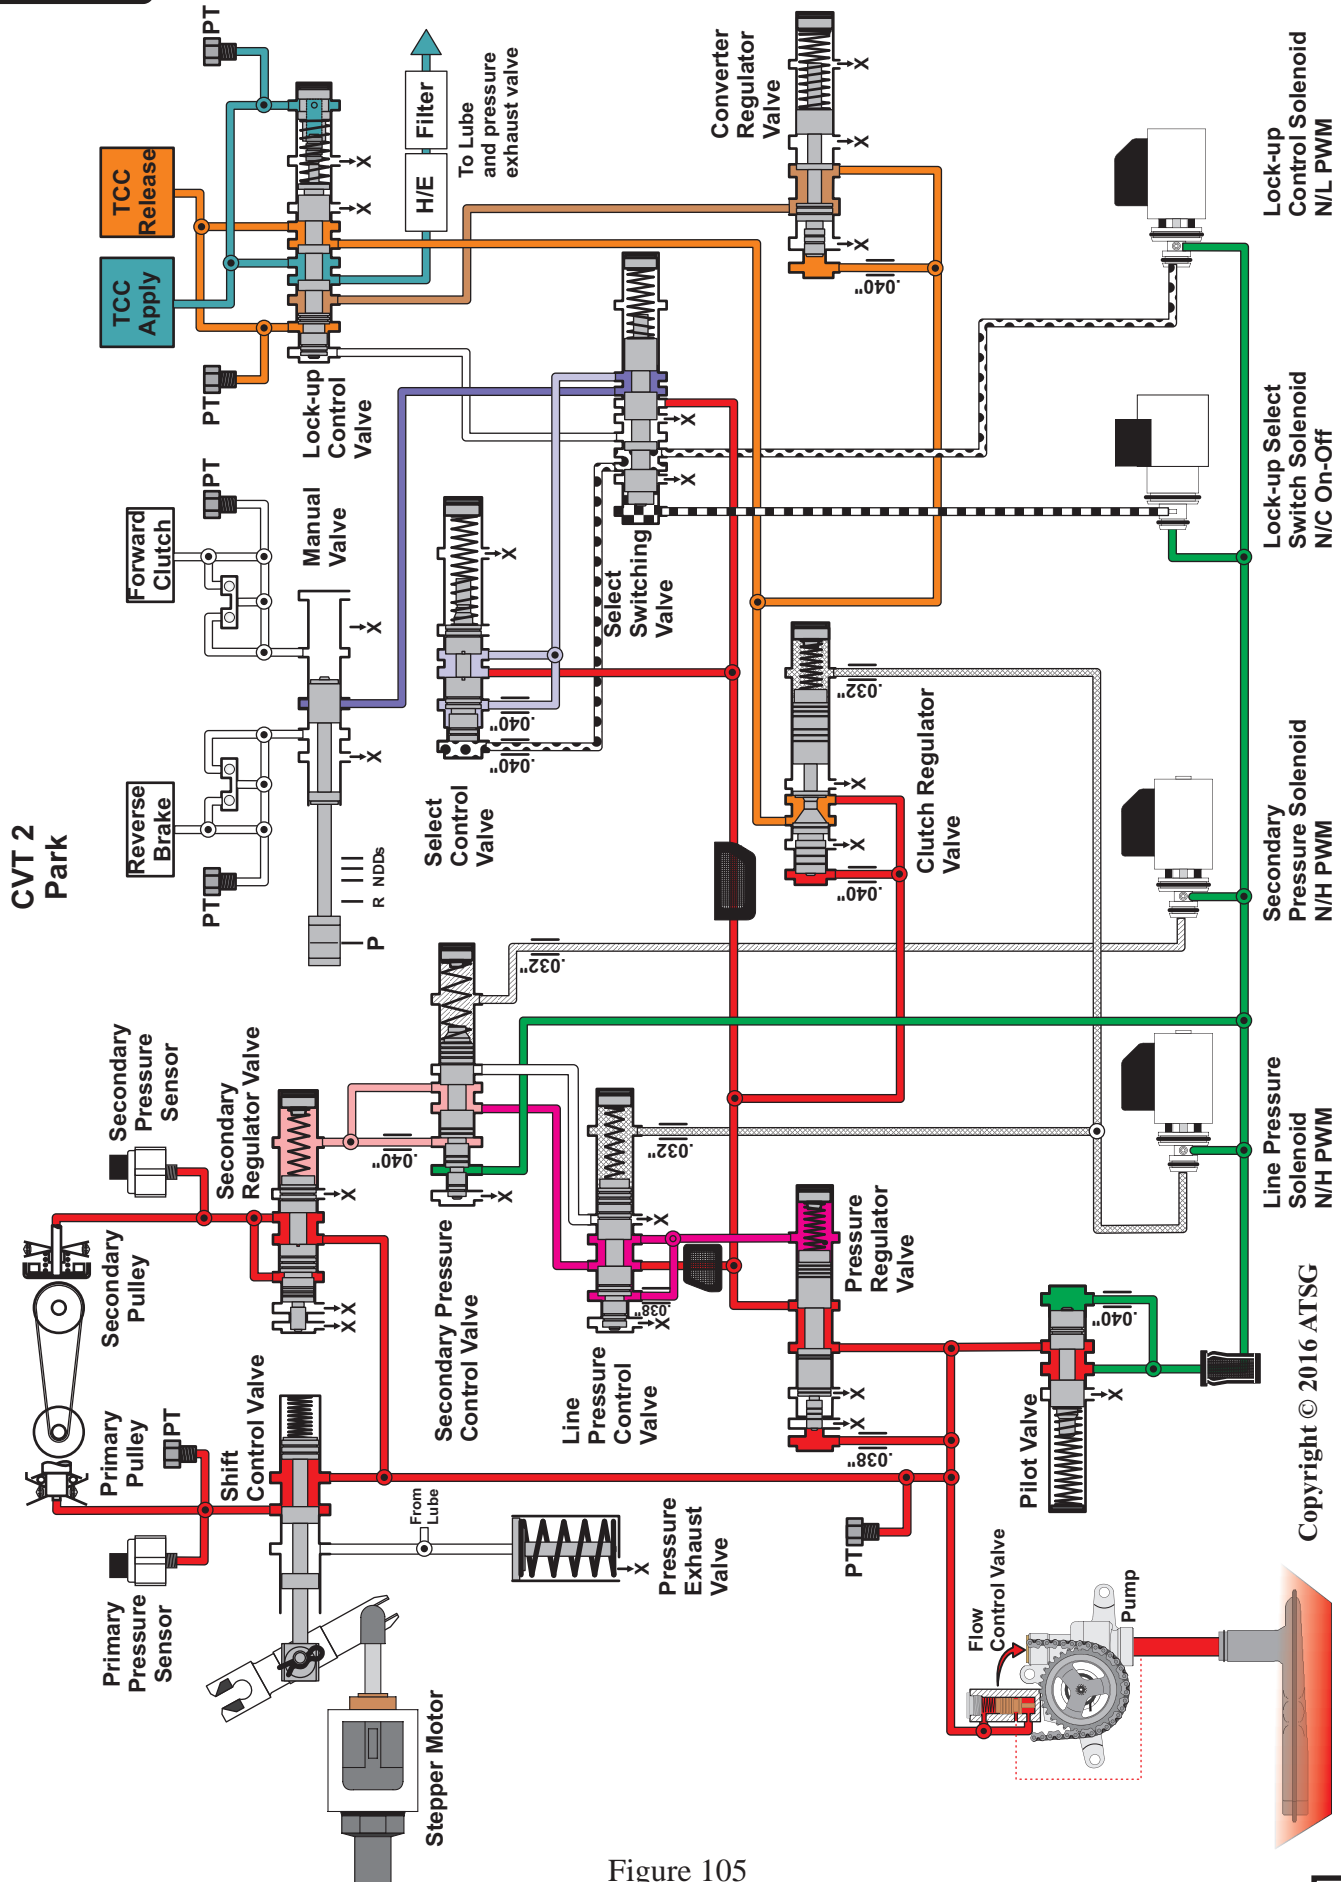 CVT 2
Park
PT
TCC
Release
TCC
Apply
PT
Lock-up
Control
Valve
X
X
H/E
Filter
To Lube
and pressure
exhaust valve
Converter
Regulator
Valve
X
X
X
.040"
Forward
Clutch
PT
Manual
Valve
X
X
Reverse
Brake
PT
P
R
N
D
Ds
Select
Control
Valve
X
.040"
.040"
Select
Switching
Valve
X
X
Clutch Regulator
Valve
X
X
.032"
.040"
Lock-up
Control Solenoid
N/L PWM
Lock-up Select
Switch Solenoid
N/C On-Off
Secondary
Pressure Solenoid
N/H PWM
Line Pressure
Solenoid
N/H PWM
Secondary
Pressure
Sensor
Secondary
Regulator Valve
X
X
X
Secondary
Pulley
Primary
Pulley
PT
Primary
Pressure
Sensor
Shift
Control Valve
Secondary Pressure
Control Valve
X
.040"
.032"
Line
Pressure
Control
Valve
X
X
.032"
.038"
Pressure
Regulator
Valve
X
X
.038"
Pilot Valve
X
.040"
From
Lube
Pressure
Exhaust
Valve
X
PT
Stepper Motor
Flow
Control Valve
Pump
Copyright © 2016 ATSG
Figure 105